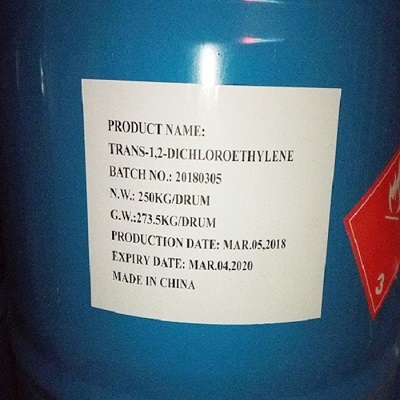 PRODUCT NAME:
TRANS-1,2-DICHLOROETHYLENE
BATCH NO.: 20180305
N.W.: 250KG/DRUM
G.W.:273.5KG/DRUM
PRODUCTION DATE: MAR.05,2018
EXPIRY DATE: MAR.04,2020
MADE IN CHINA
3